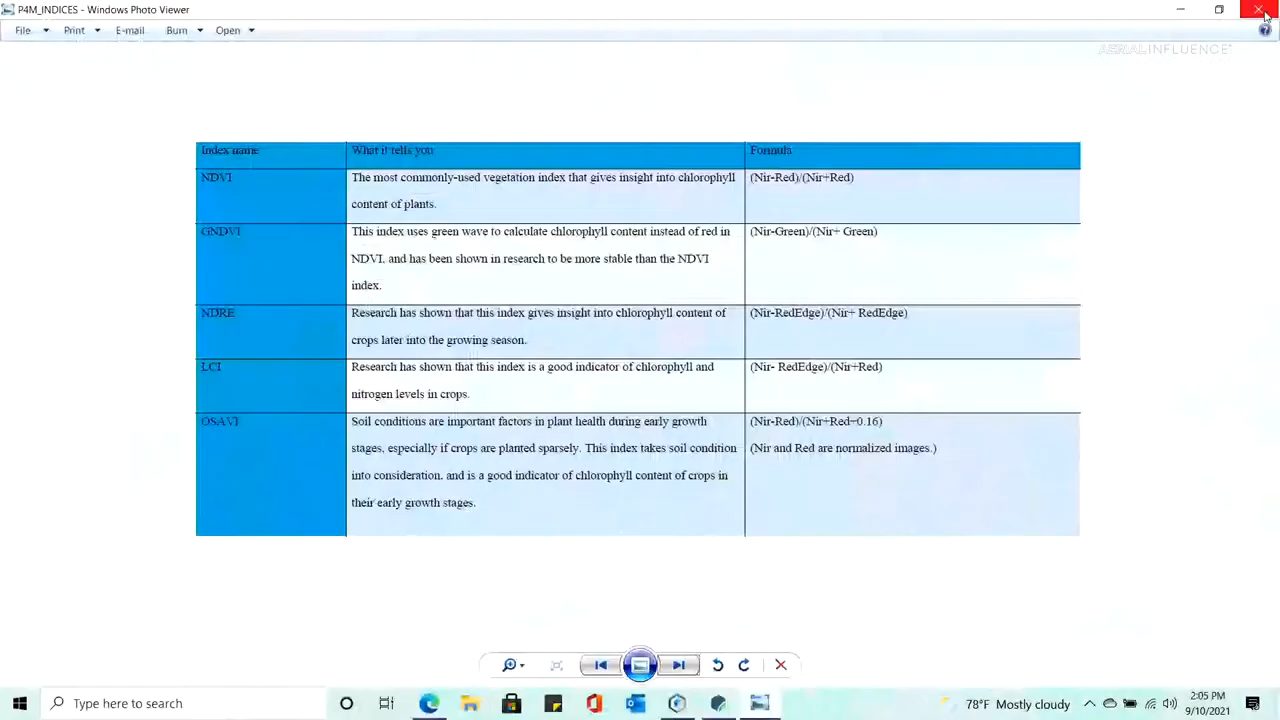 P4M_INDICES - Windows Photo Viewer
File Print E-mail Burn Open
AERIAL INFLUENCE
Index name What it tells you Formula
NDVI The most commonly-used vegetation index that gives insight into chlorophyll (Nir-Red)/(Nir+Red)
content of plants.
GNDVI This index uses green wave to calculate chlorophyll content instead of red in (Nir-Green)/(Nir+ Green)
NDVI, and has been shown in research to be more stable than the NDVI
index.
NDRE Research has shown that this index gives insight into chlorophyll content of (Nir-RedEdge)/(Nir+ RedEdge)
crops later into the growing season.
LCI Research has shown that this index is a good indicator of chlorophyll and (Nir- RedEdge)/(Nir+Red)
nitrogen levels in crops.
OSAVI Soil conditions are important factors in plant health during early growth (Nir-Red)/(Nir+Red+0.16)
stages, especially if crops are planted sparsely. This index takes soil condition (Nir and Red are normalized images.)
into consideration, and is a good indicator of chlorophyll content of crops in
their early growth stages.
Type here to search
78°F Mostly cloudy
2:05 PM
9/10/2021